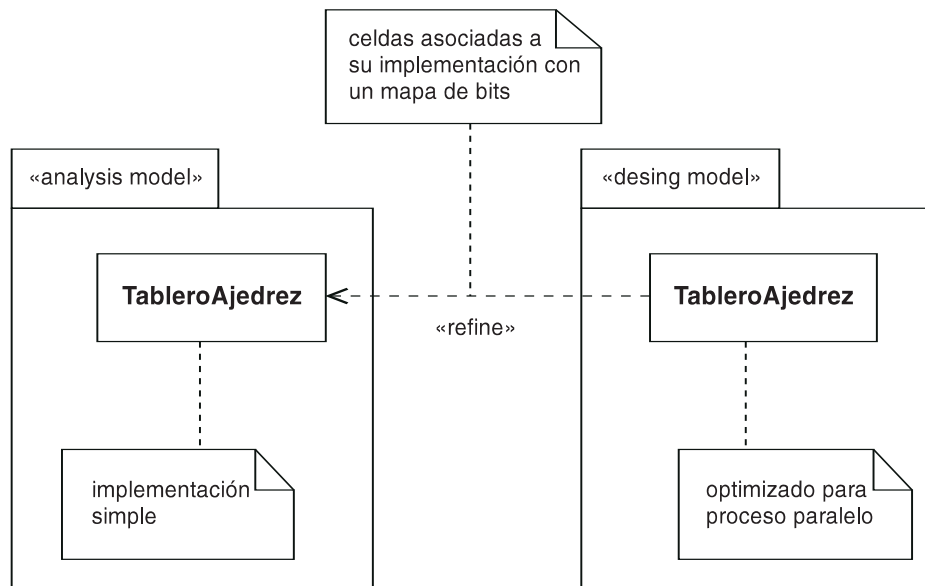 celdas asociadas a
su implementación con
un mapa de bits
«analysis model»
«desing model»
TableroAjedrez
TableroAjedrez
«refine»
implementación
simple
optimizado para
proceso paralelo